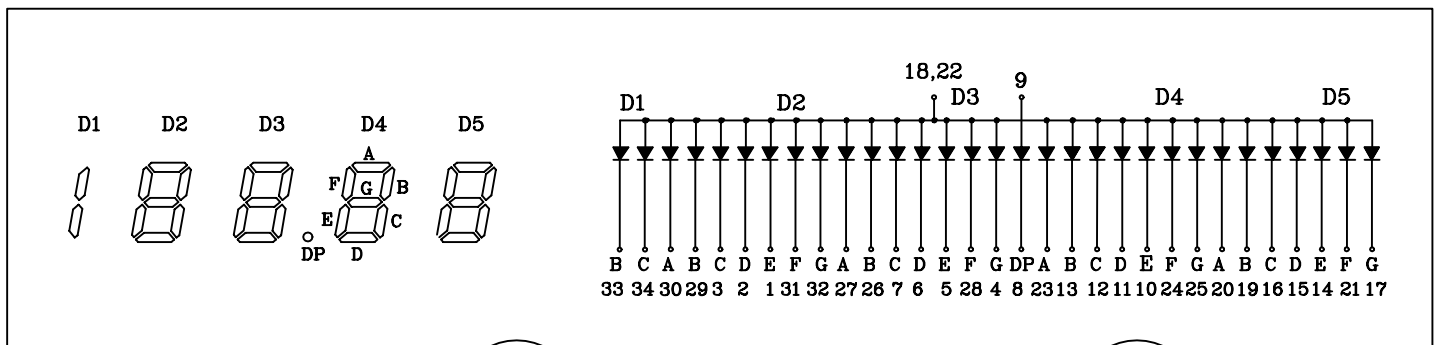 D1 D2 D3 D4 D5
A
F G B
E C
DP D
18,22 9
D1 D2 D3 D4 D5
B C A B C D E F G A B C D E F G DP A B C D E F G A B C D E F G
33 34 30 29 3 2 1 31 32 27 26 7 6 5 28 4 8 23 13 12 11 10 24 25 20 19 16 15 14 21 17